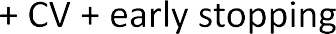 + CV + early stopping